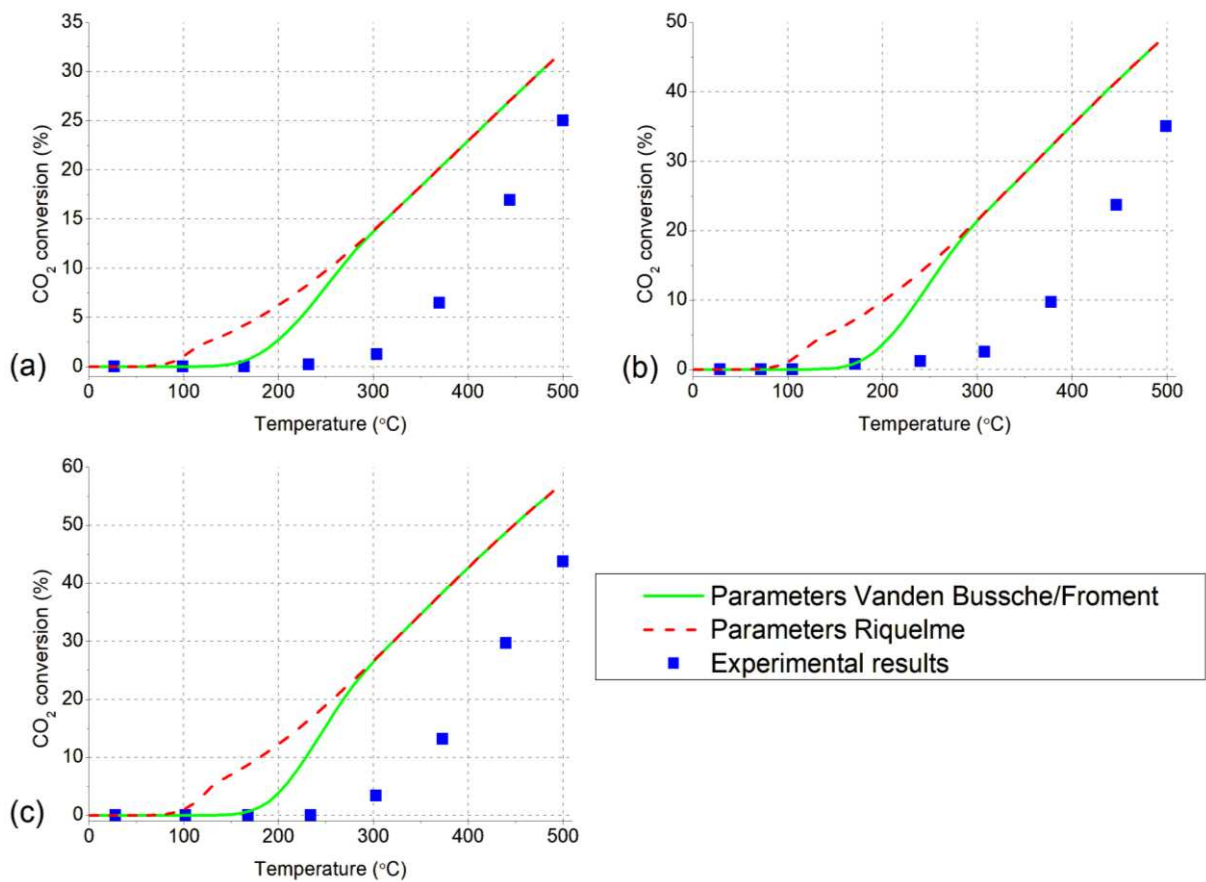 35
30
25
20
15
10
5
0
CO₂ conversion (%)
(a)
0 100 200 300 400 500
Temperature (°C)
50
40
30
20
10
0
CO₂ conversion (%)
(b)
0 100 200 300 400 500
Temperature (°C)
60
50
40
30
20
10
0
CO₂ conversion (%)
(c)
0 100 200 300 400 500
Temperature (°C)
Parameters Vanden Bussche/Froment
Parameters Riquelme
Experimental results